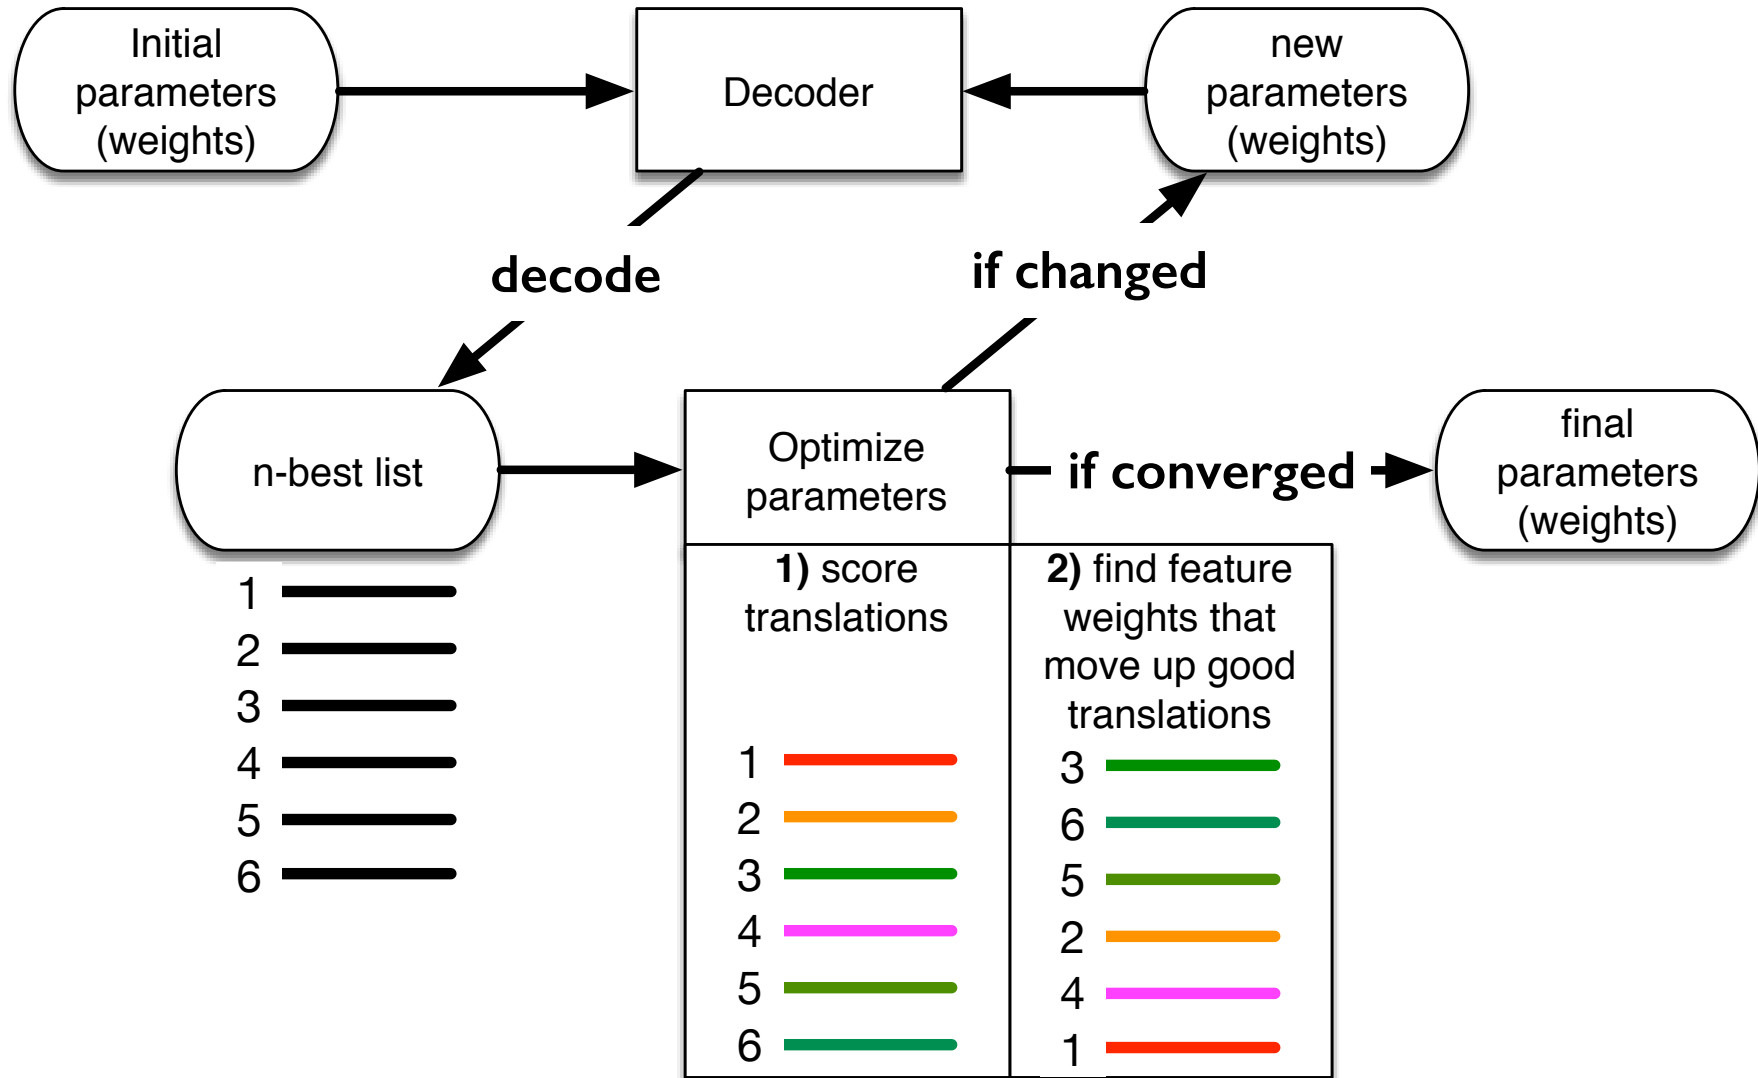 Initial
parameters
(weights)
Decoder
new
parameters
(weights)
decode
if changed
n-best list
Optimize
parameters
if converged
final
parameters
(weights)
1
2
3
4
5
6
1) score
translations
1
2
3
4
5
6
2) find feature
weights that
move up good
translations
3
6
5
2
4
1